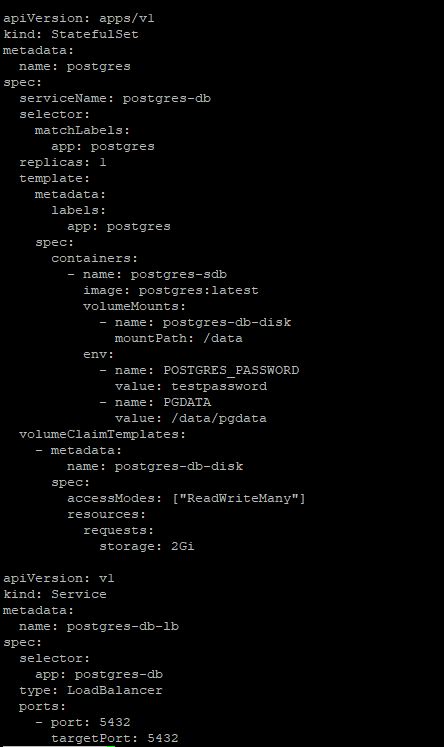 apiVersion: apps/v1
kind: StatefulSet
metadata:
  name: postgres
spec:
  serviceName: postgres-db
  selector:
    matchLabels:
      app: postgres
  replicas: 1
  template:
    metadata:
      labels:
        app: postgres
    spec:
      containers:
        - name: postgres-sdb
          image: postgres:latest
          volumeMounts:
            - name: postgres-db-disk
              mountPath: /data
          env:
            - name: POSTGRES_PASSWORD
              value: testpassword
            - name: PGDATA
              value: /data/pgdata
  volumeClaimTemplates:
    - metadata:
        name: postgres-db-disk
      spec:
        accessModes: ["ReadWriteMany"]
        resources:
          requests:
            storage: 2Gi
apiVersion: v1
kind: Service
metadata:
  name: postgres-db-lb
spec:
  selector:
    app: postgres-db
  type: LoadBalancer
  ports:
    - port: 5432
      targetPort: 5432